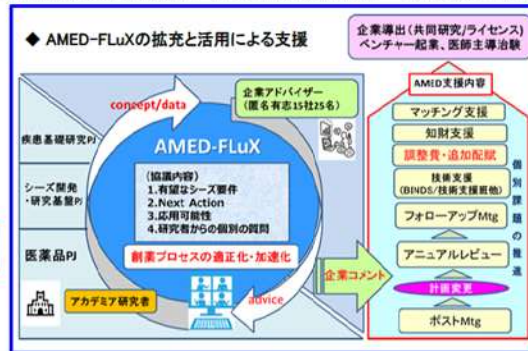 ◆ AMED-FLuXの拡充と活用による支援
企業導出(共同研究/ライセンス)
ベンチャー起業、医師主導治験
concept/data
企業アドバイザー
(匿名有志15社25名)
AMED-FLuX
疾患基礎研究PJ
シーズ開発
・研究基盤PJ
医薬品PJ
(協議内容)
1.有望なシーズ要件
2.Next Action
3.応用可能性
4.研究者からの個別の質問
創薬プロセスの適正化・加速化
アカデミア研究者
advice
企業コメント
AMED支援内容
マッチング支援
知財支援
調整費・追加配賦
技術支援
(BINDS/技術支援班他)
フォローアップMtg
アニュアルレビュー
計画変更
ポストMtg
個別課題の推進